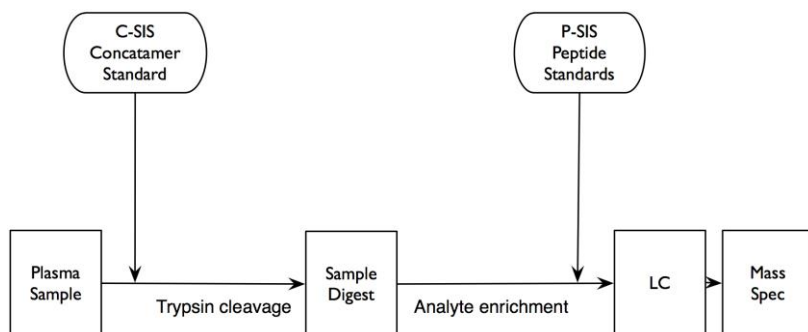 C-SIS
Concatamer
Standard
P-SIS
Peptide
Standards
Plasma
Sample
Trypsin cleavage
Sample
Digest
Analyte enrichment
LC
Mass
Spec